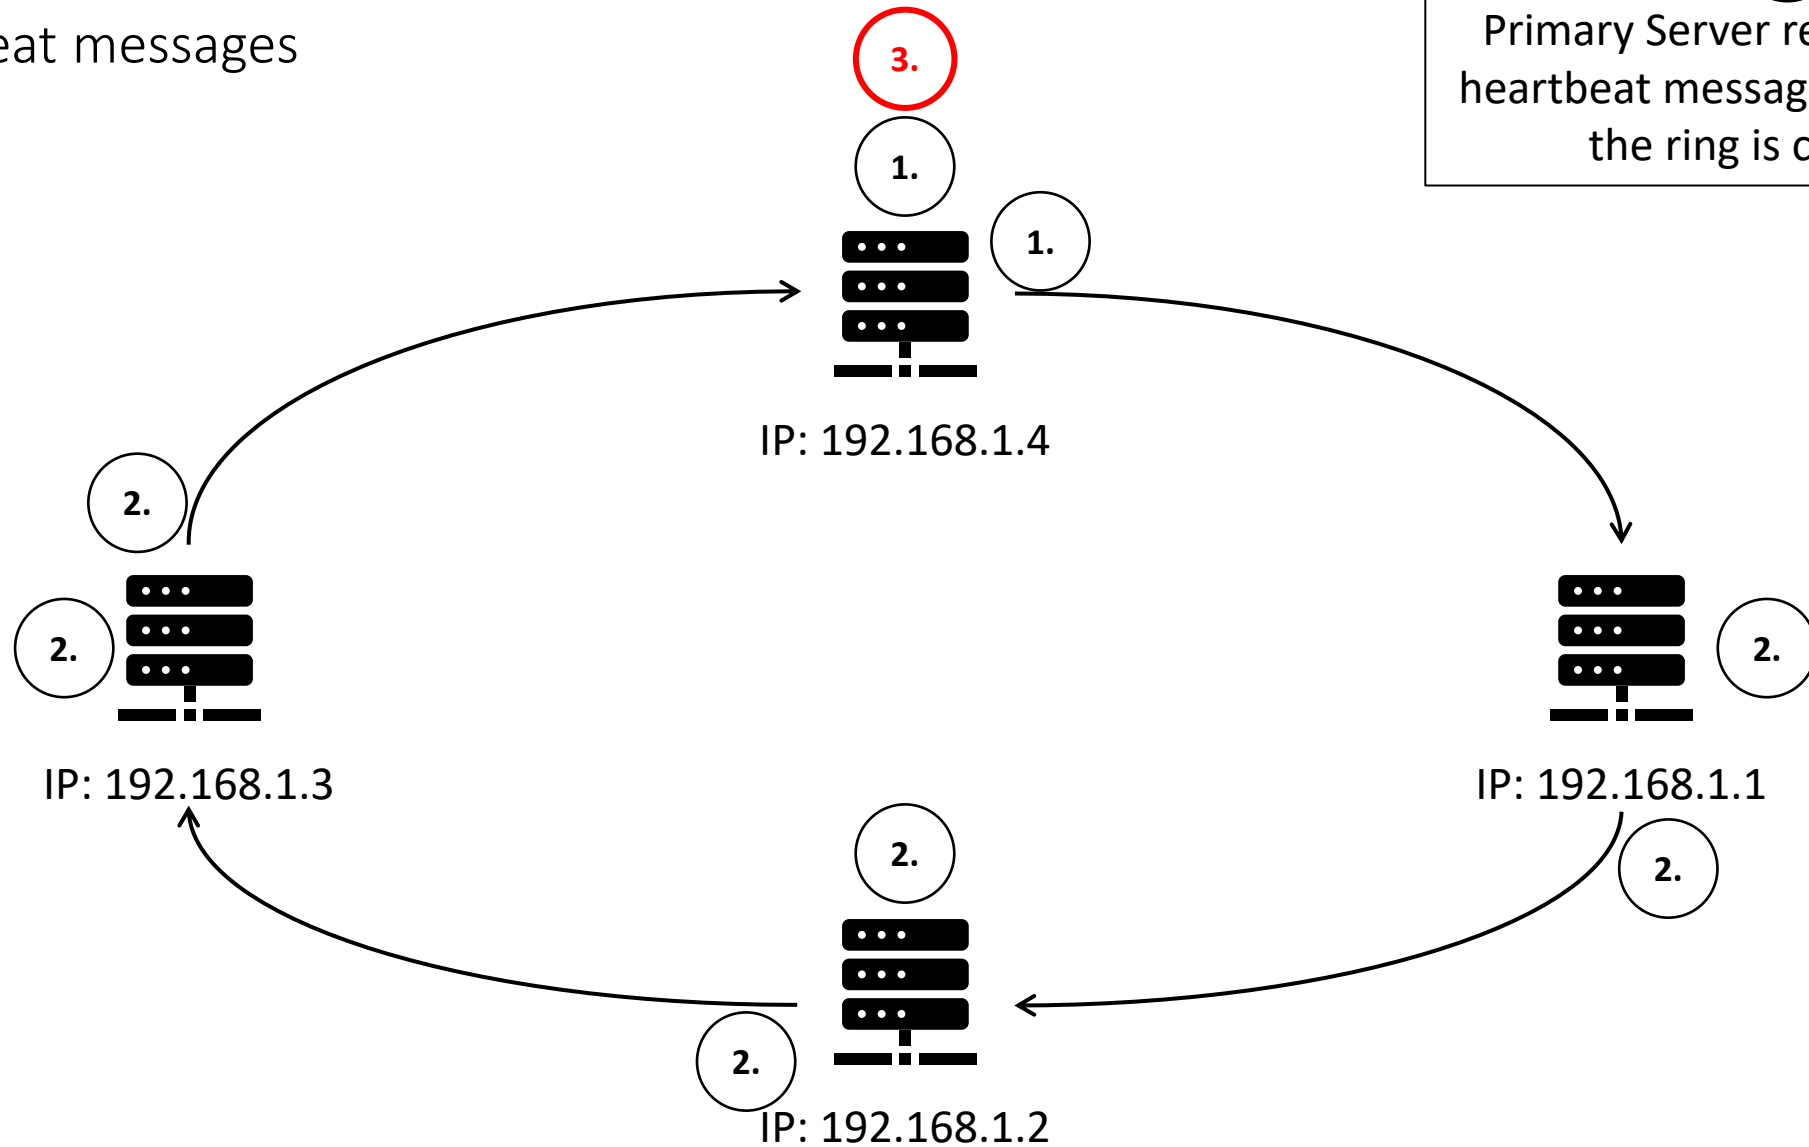 eat messages
3.
Primary Server re
heartbeat messag
the ring is c
1.
1.
IP: 192.168.1.4
2.
2.
2.
IP: 192.168.1.3
IP: 192.168.1.1
2.
2.
2.
IP: 192.168.1.2